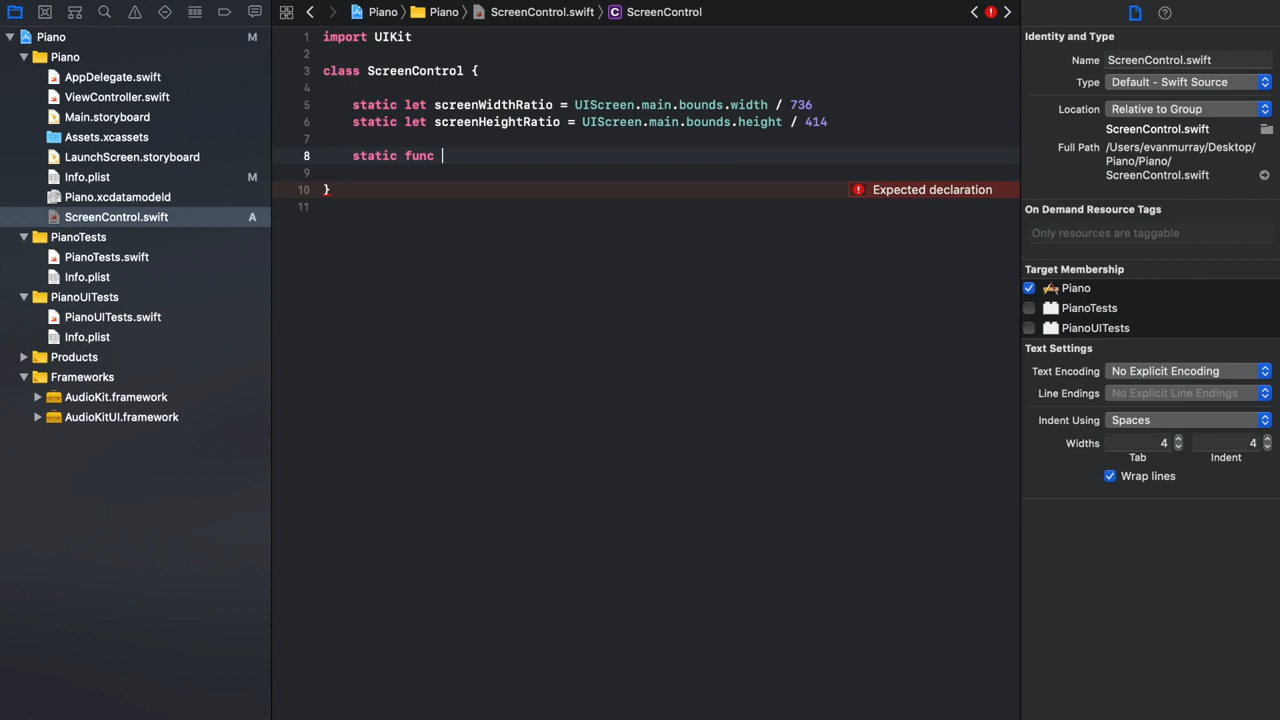 Piano
M
Piano
AppDelegate.swift
ViewController.swift
Main.storyboard
Assets.xcassets
LaunchScreen.storyboard
Info.plist
M
Piano.xcdatamodeld
ScreenControl.swift
A
PianoTests
PianoTests.swift
Info.plist
PianoUITests
PianoUITests.swift
Info.plist
Products
Frameworks
AudioKit.framework
AudioKitUI.framework
Piano
Piano
ScreenControl.swift
C ScreenControl
1 import UIKit
2
3 class ScreenControl {
4
5 static let screenWidthRatio = UIScreen.main.bounds.width / 736
6 static let screenHeightRatio = UIScreen.main.bounds.height / 414
7
8 static func
9
10 } Expected declaration
11
Identity and Type
Name ScreenControl.swift
Type Default - Swift Source
Location Relative to Group
ScreenControl.swift
Full Path /Users/evanmurray/Desktop/
Piano/Piano/
ScreenControl.swift
On Demand Resource Tags
Only resources are taggable
Target Membership
Piano
PianoTests
PianoUITests
Text Settings
Text Encoding No Explicit Encoding
Line Endings No Explicit Line Endings
Indent Using Spaces
Widths 4 4
Tab Indent
Wrap lines